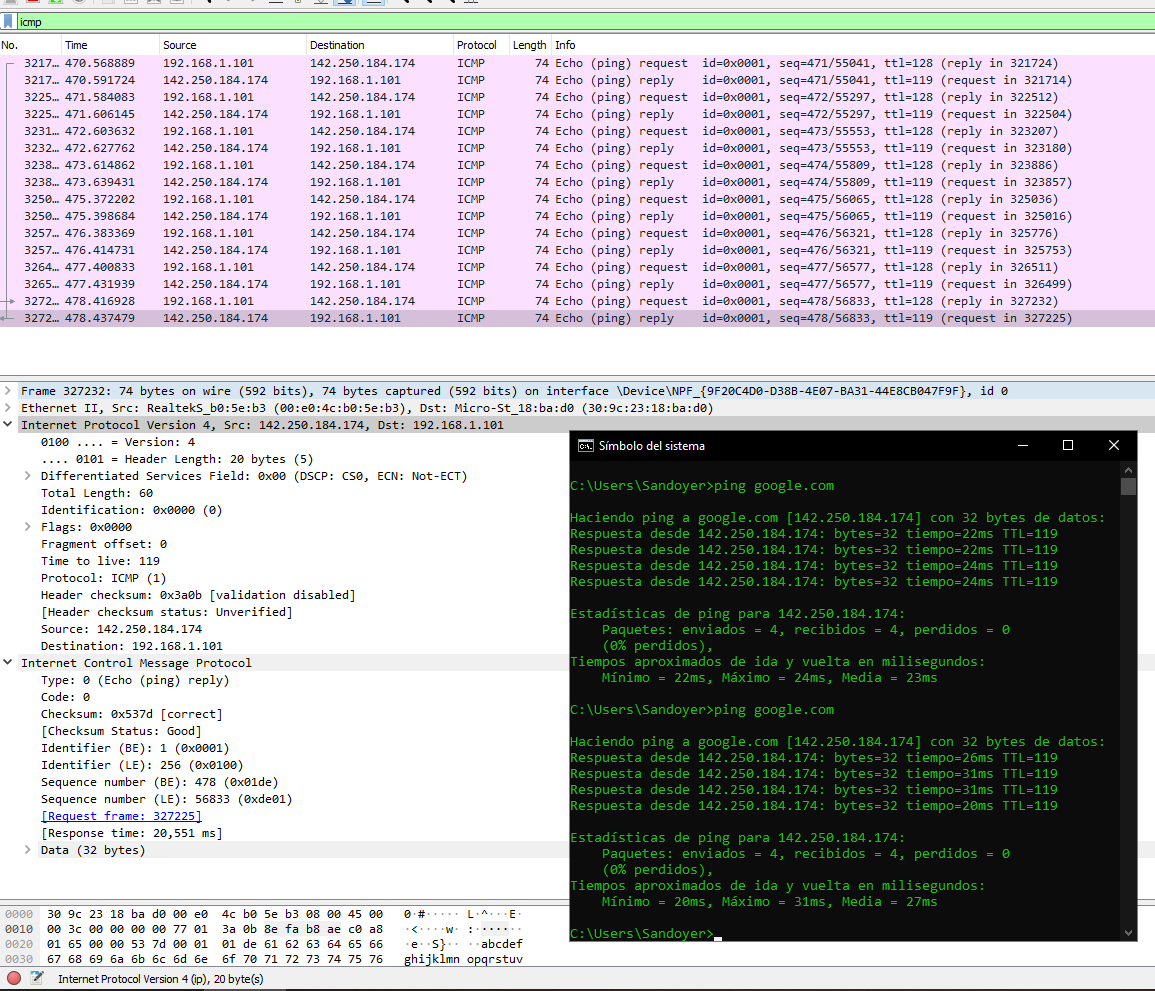 icmp
No. Time Source Destination Protocol Length Info
3217… 470.568889 192.168.1.101 142.250.184.174 ICMP 74 Echo (ping) request id=0x0001, seq=471/55041, ttl=128 (reply in 321724)
3217… 470.591724 142.250.184.174 192.168.1.101 ICMP 74 Echo (ping) reply id=0x0001, seq=471/55041, ttl=119 (request in 321714)
3225… 471.584083 192.168.1.101 142.250.184.174 ICMP 74 Echo (ping) request id=0x0001, seq=472/55297, ttl=128 (reply in 322512)
3225… 471.606145 142.250.184.174 192.168.1.101 ICMP 74 Echo (ping) reply id=0x0001, seq=472/55297, ttl=119 (request in 322504)
3231… 472.603632 192.168.1.101 142.250.184.174 ICMP 74 Echo (ping) request id=0x0001, seq=473/55553, ttl=128 (reply in 323207)
3232… 472.627762 142.250.184.174 192.168.1.101 ICMP 74 Echo (ping) reply id=0x0001, seq=473/55553, ttl=119 (request in 323180)
3238… 473.614862 192.168.1.101 142.250.184.174 ICMP 74 Echo (ping) request id=0x0001, seq=474/55809, ttl=128 (reply in 323886)
3238… 473.639431 142.250.184.174 192.168.1.101 ICMP 74 Echo (ping) reply id=0x0001, seq=474/55809, ttl=119 (request in 323857)
3250… 475.372202 192.168.1.101 142.250.184.174 ICMP 74 Echo (ping) request id=0x0001, seq=475/56065, ttl=128 (reply in 325036)
3250… 475.398684 142.250.184.174 192.168.1.101 ICMP 74 Echo (ping) reply id=0x0001, seq=475/56065, ttl=119 (request in 325016)
3257… 476.383369 192.168.1.101 142.250.184.174 ICMP 74 Echo (ping) request id=0x0001, seq=476/56321, ttl=128 (reply in 325776)
3257… 476.414731 142.250.184.174 192.168.1.101 ICMP 74 Echo (ping) reply id=0x0001, seq=476/56321, ttl=119 (request in 325753)
3264… 477.400833 192.168.1.101 142.250.184.174 ICMP 74 Echo (ping) request id=0x0001, seq=477/56577, ttl=128 (reply in 326511)
3265… 477.431939 142.250.184.174 192.168.1.101 ICMP 74 Echo (ping) reply id=0x0001, seq=477/56577, ttl=119 (request in 326499)
3272… 478.416928 192.168.1.101 142.250.184.174 ICMP 74 Echo (ping) request id=0x0001, seq=478/56833, ttl=128 (reply in 327232)
3272… 478.437479 142.250.184.174 192.168.1.101 ICMP 74 Echo (ping) reply id=0x0001, seq=478/56833, ttl=119 (request in 327225)
Frame 327232: 74 bytes on wire (592 bits), 74 bytes captured (592 bits) on interface \Device\NPF_{9F20C4D0-D38B-4E07-BA31-44E8CB047F9F}, id 0
Ethernet II, Src: RealtekS_b0:5e:b3 (00:e0:4c:b0:5e:b3), Dst: Micro-St_18:ba:d0 (30:9c:23:18:ba:d0)
Internet Protocol Version 4, Src: 142.250.184.174, Dst: 192.168.1.101
0100 .... = Version: 4
.... 0101 = Header Length: 20 bytes (5)
Differentiated Services Field: 0x00 (DSCP: CS0, ECN: Not-ECT)
Total Length: 60
Identification: 0x0000 (0)
Flags: 0x0000
Fragment offset: 0
Time to live: 119
Protocol: ICMP (1)
Header checksum: 0x3a0b [validation disabled]
[Header checksum status: Unverified]
Source: 142.250.184.174
Destination: 192.168.1.101
Internet Control Message Protocol
Type: 0 (Echo (ping) reply)
Code: 0
Checksum: 0x537d [correct]
[Checksum Status: Good]
Identifier (BE): 1 (0x0001)
Identifier (LE): 256 (0x0100)
Sequence number (BE): 478 (0x01de)
Sequence number (LE): 56833 (0xde01)
[Request frame: 327225]
[Response time: 20,551 ms]
Data (32 bytes)
0000 30 9c 23 18 ba d0 00 e0 4c b0 5e b3 08 00 45 00 0·#·····L·^···E·
0010 00 3c 00 00 00 00 77 01 3a 0b 8e fa b8 ae c0 a8 ·<····w·:·······
0020 01 65 00 00 53 7d 00 01 01 de 61 62 63 64 65 66 ·e··S}····abcdef
0030 67 68 69 6a 6b 6c 6d 6e 6f 70 71 72 73 74 75 76 ghijklmn opqrstuv
Internet Protocol Version 4 (ip), 20 byte(s)
Símbolo del sistema
C:\Users\Sandoyer>ping google.com
Haciendo ping a google.com [142.250.184.174] con 32 bytes de datos:
Respuesta desde 142.250.184.174: bytes=32 tiempo=22ms TTL=119
Respuesta desde 142.250.184.174: bytes=32 tiempo=22ms TTL=119
Respuesta desde 142.250.184.174: bytes=32 tiempo=24ms TTL=119
Respuesta desde 142.250.184.174: bytes=32 tiempo=24ms TTL=119
Estadísticas de ping para 142.250.184.174:
Paquetes: enviados = 4, recibidos = 4, perdidos = 0
(0% perdidos),
Tiempos aproximados de ida y vuelta en milisegundos:
Mínimo = 22ms, Máximo = 24ms, Media = 23ms
C:\Users\Sandoyer>ping google.com
Haciendo ping a google.com [142.250.184.174] con 32 bytes de datos:
Respuesta desde 142.250.184.174: bytes=32 tiempo=26ms TTL=119
Respuesta desde 142.250.184.174: bytes=32 tiempo=31ms TTL=119
Respuesta desde 142.250.184.174: bytes=32 tiempo=31ms TTL=119
Respuesta desde 142.250.184.174: bytes=32 tiempo=20ms TTL=119
Estadísticas de ping para 142.250.184.174:
Paquetes: enviados = 4, recibidos = 4, perdidos = 0
(0% perdidos),
Tiempos aproximados de ida y vuelta en milisegundos:
Mínimo = 20ms, Máximo = 31ms, Media = 27ms
C:\Users\Sandoyer>